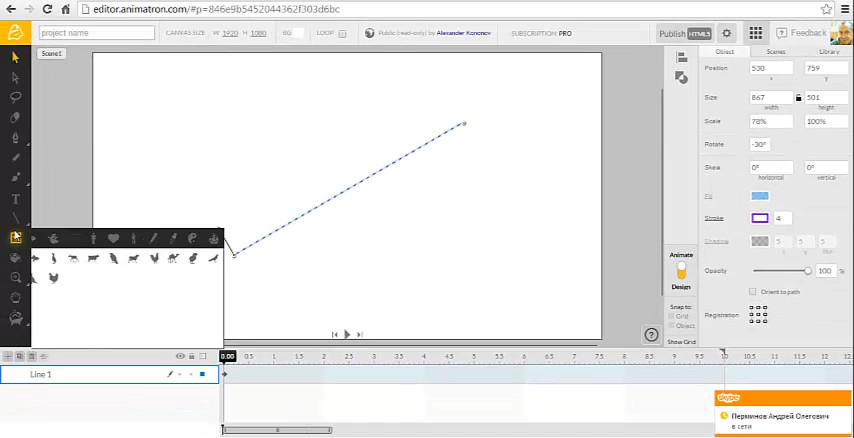 editor.animatron.com/#p=846e9b5452044362f303d6bc
project name
CANVAS SIZE W: 1920 H: 1080 BG LOOP Public (read-only) by Alexander Kononov SUBSCRIPTION: PRO Publish HTML5 ? Feedback
Scene1
Object Scenes Library
Position 530 759
x y
Size 867 501
width height
Scale 78% 100%
Rotate -30°
Skew 0° 0°
horizontal vertical
Fill
Stroke 4
Shadow 5 5 5
Opacity 100 %
Orient to path
Registration
Animate
Design
Snap to:
Grid
Object
Show Grid
?
T
0.00 0.5 1 1.5 2 2.5 3 3.5 4 4.5 5 5.5 6 6.5 7 7.5 8 8.5 9 9.5 10 10.5 11 11.5 12 12.5
Line 1
skype
Перминов Андрей Олегович
в сети